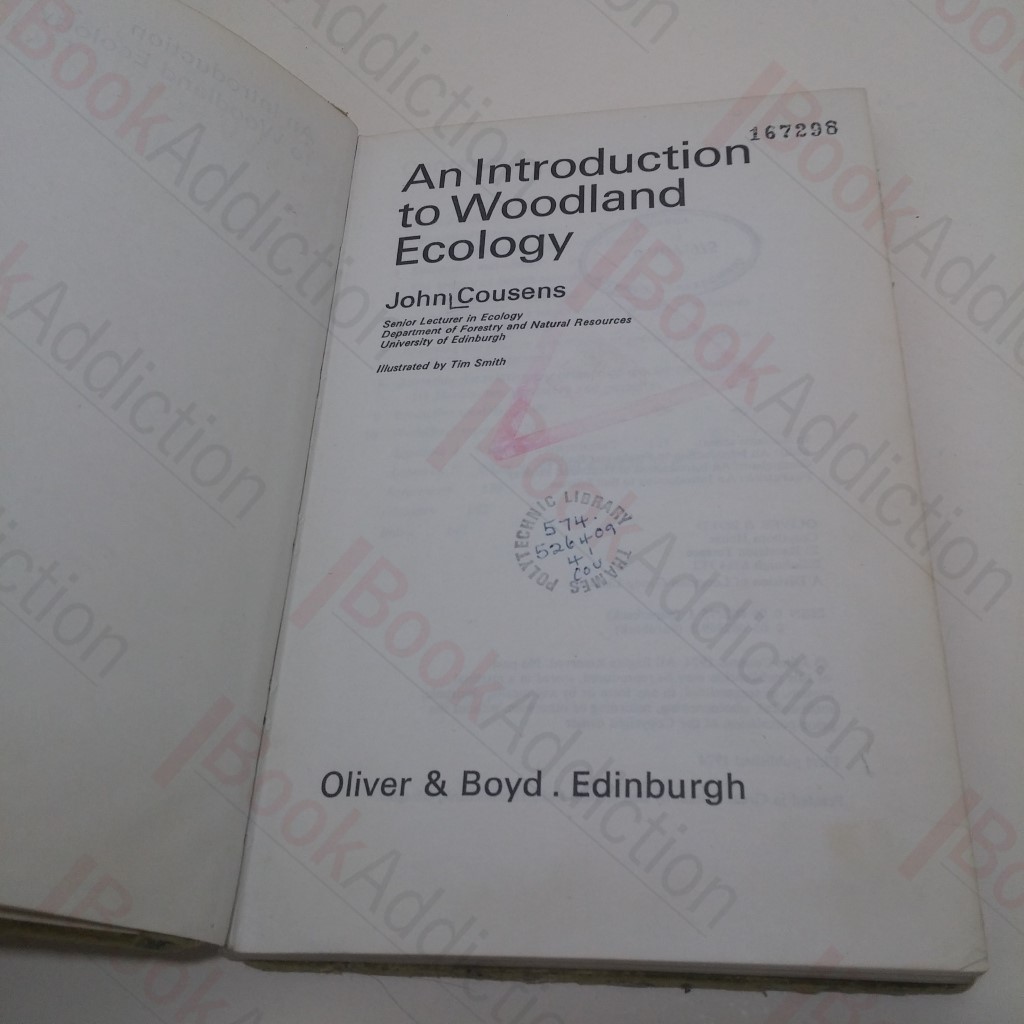 167298
An Introduction
to Woodland
Ecology
John Cousens
Senior Lecturer in Ecology
Department of Forestry and Natural Resources
University of Edinburgh
Illustrated by Tim Smith
THAMES POLYTECHNIC LIBRARY
574.
526409
41
COU
Oliver & Boyd . Edinburgh
BookAddiction